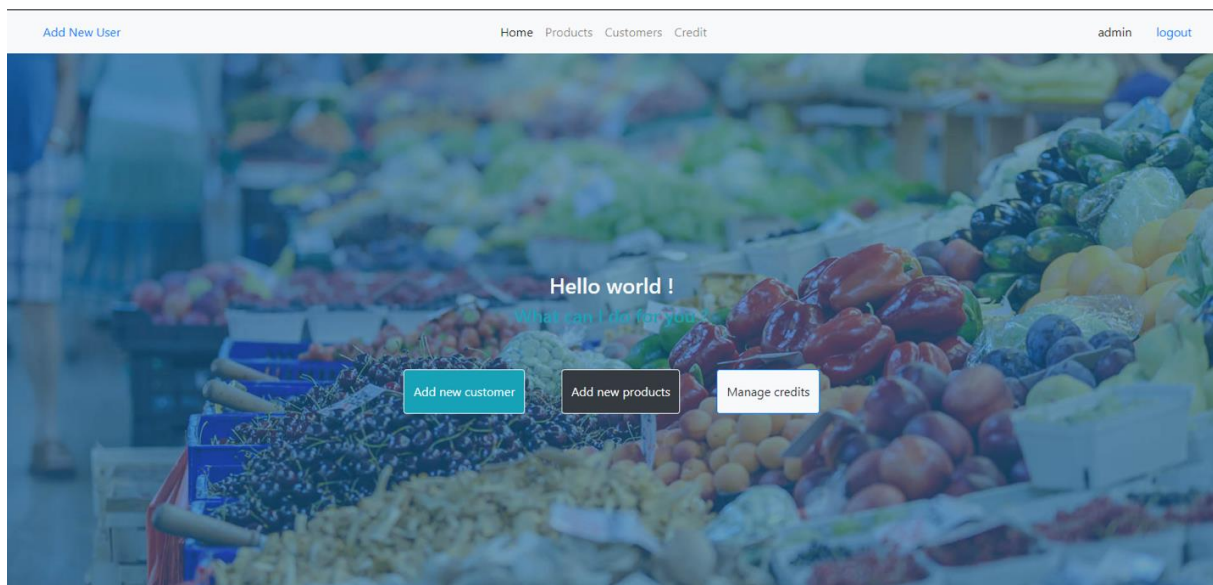 Add New User Home Products Customers Credit admin logout
Hello world !
What can I do for you ?
Add new customer Add new products Manage credits